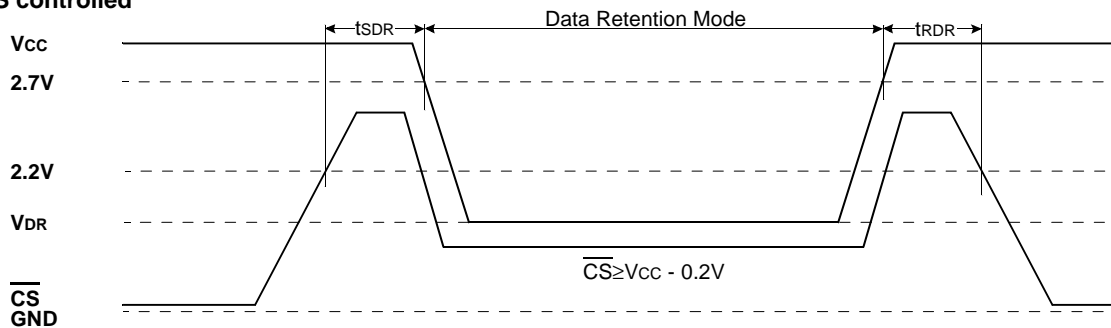 controlled
tSDR
Data Retention Mode
tRDR
VCC
2.7V
2.2V
VDR
CS≥VCC - 0.2V
CS
GND